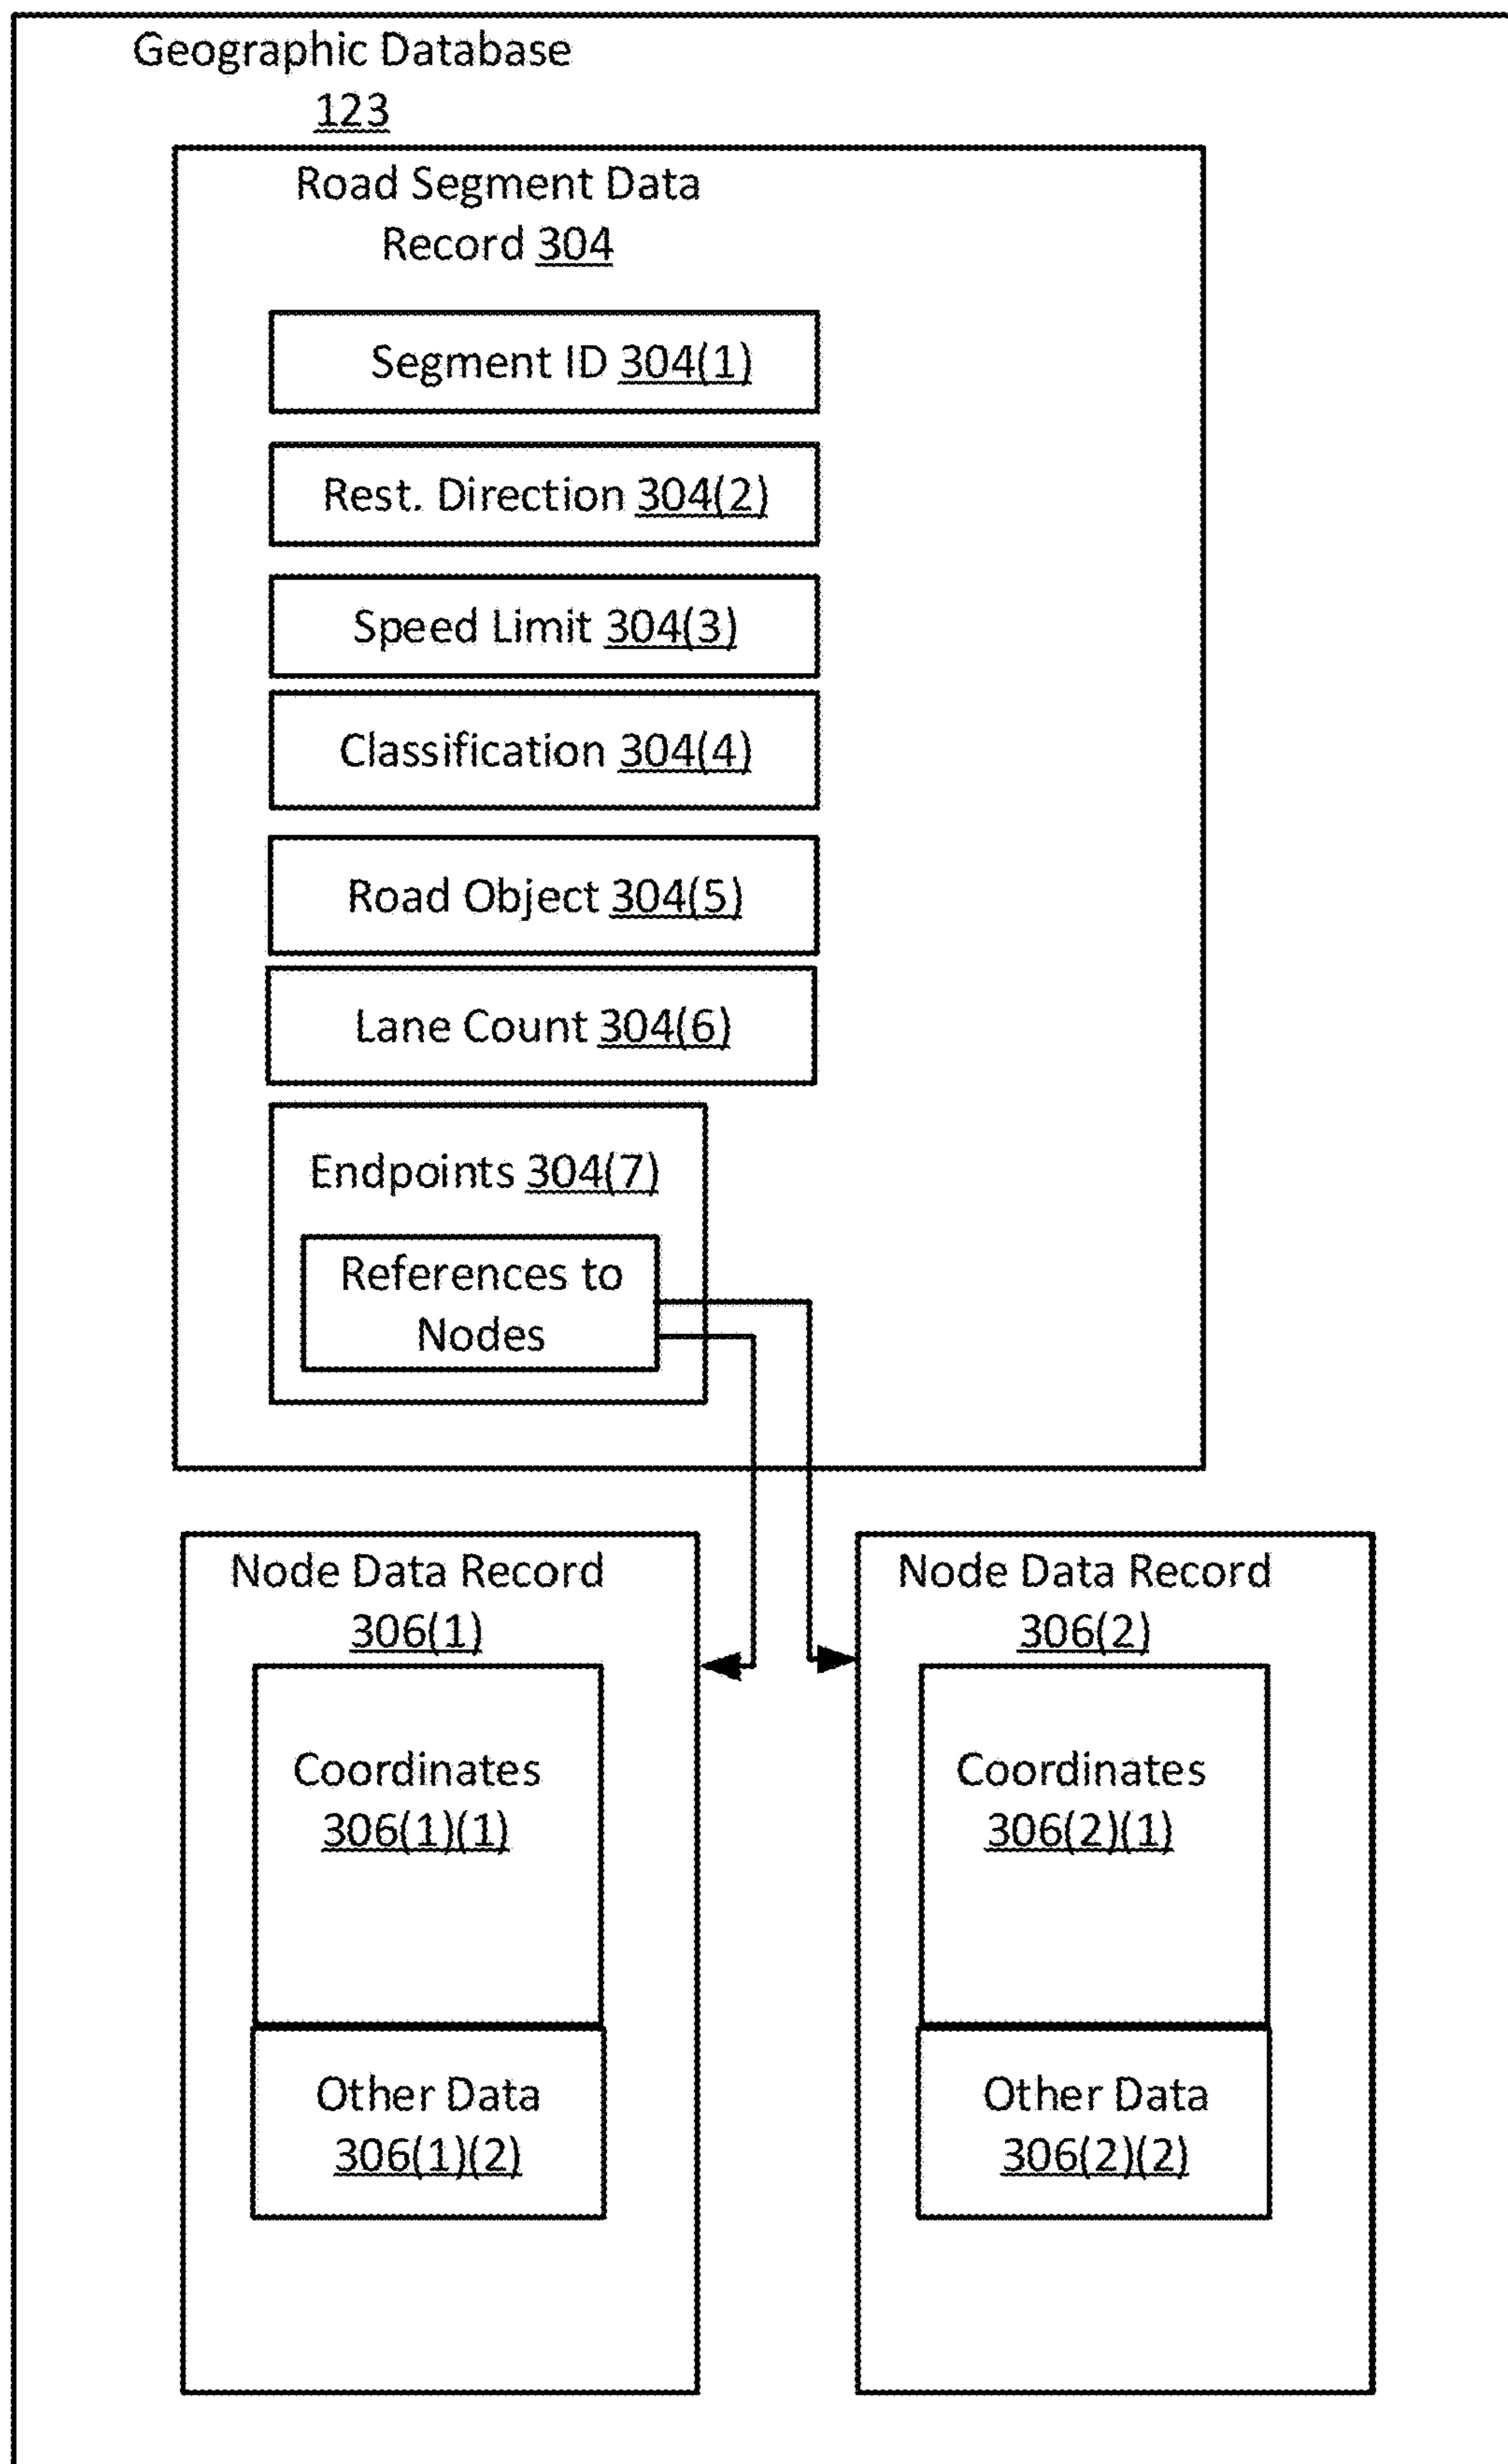 Geographic Database
123
Road Segment Data
Record 304
Segment ID 304(1)
Rest. Direction 304(2)
Speed Limit 304(3)
Classification 304(4)
Road Object 304(5)
Lane Count 304(6)
Endpoints 304(7)
References to
Nodes
Node Data Record
306(1)
Coordinates
306(1)(1)
Other Data
306(1)(2)
Node Data Record
306(2)
Coordinates
306(2)(1)
Other Data
306(2)(2)